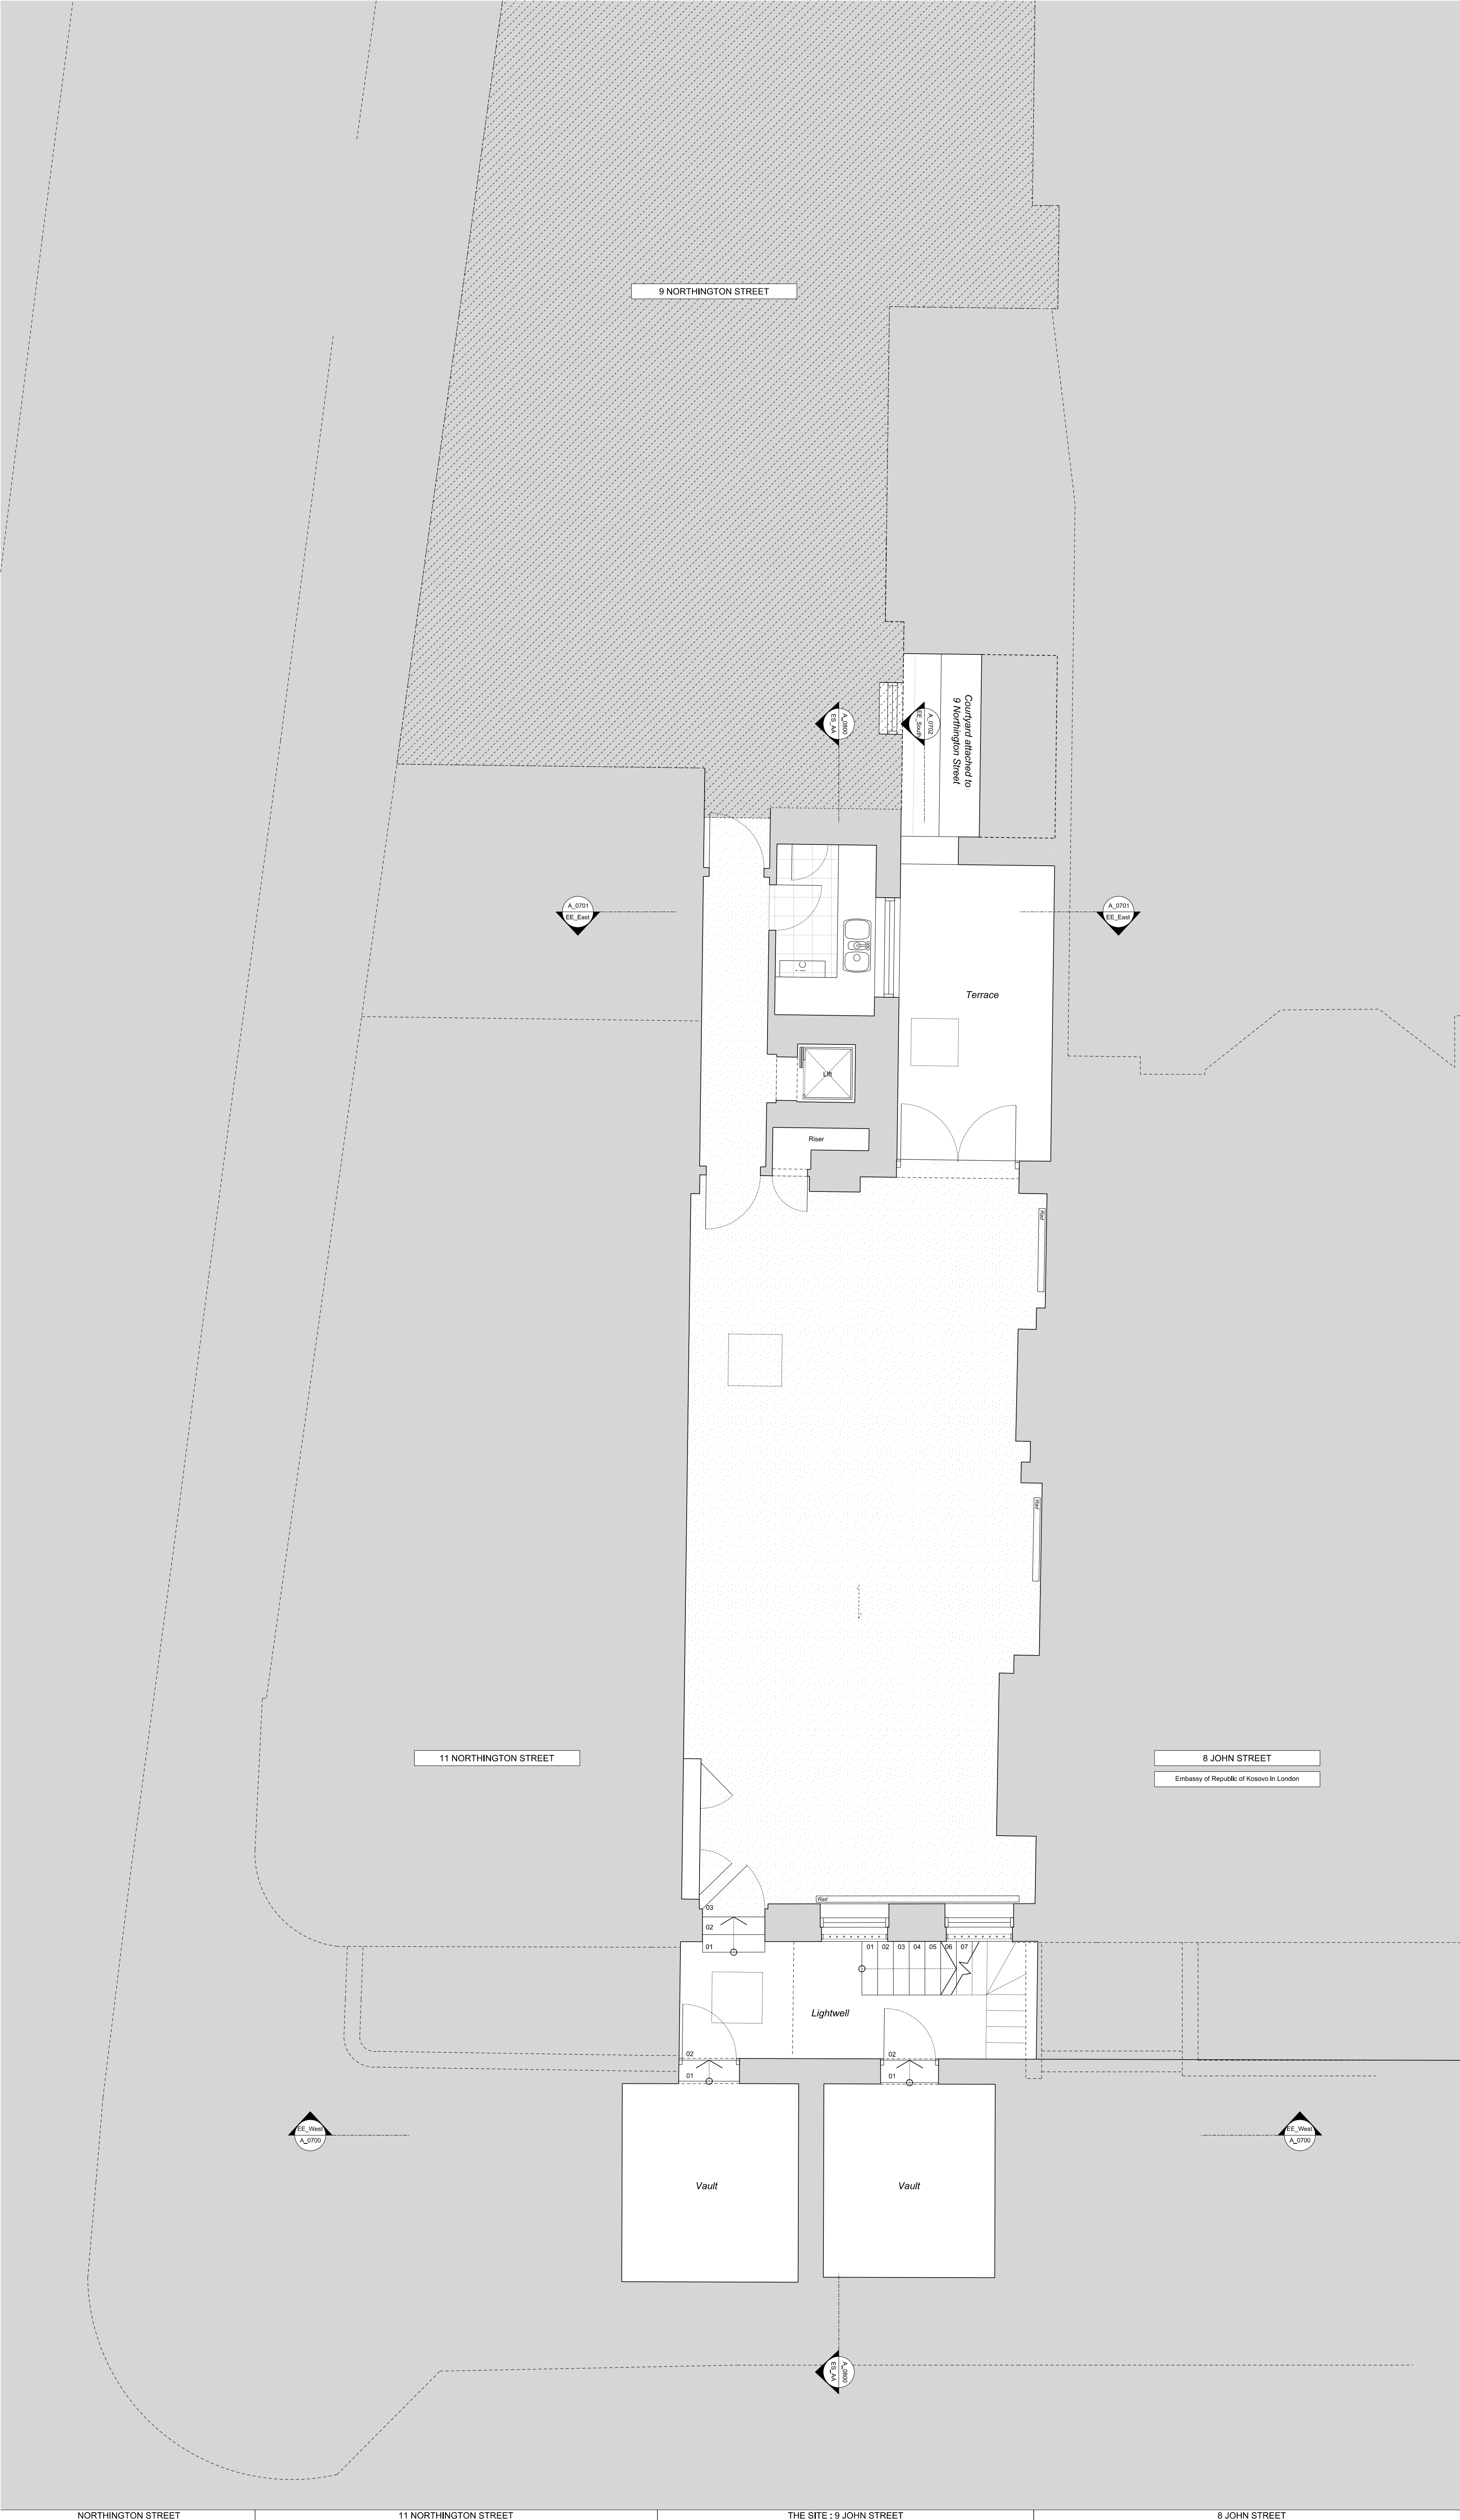 9 NORTHINGTON STREET
Courtyard attached to
9 Northington Street
A_0800
ES_AA
A_0702
EE_South
A_0701
EE_East
A_0701
EE_East
Terrace
Lift
Riser
Rad
Rad
11 NORTHINGTON STREET
8 JOHN STREET
Embassy of Republic of Kosovo in London
Rad
03
02
01
01 02 03 04 05 06 07
Lightwell
02
01
02
01
EE_West
A_0700
EE_West
A_0700
Vault
Vault
A_0800
ES_AA
NORTHINGTON STREET
11 NORTHINGTON STREET
THE SITE : 9 JOHN STREET
8 JOHN STREET